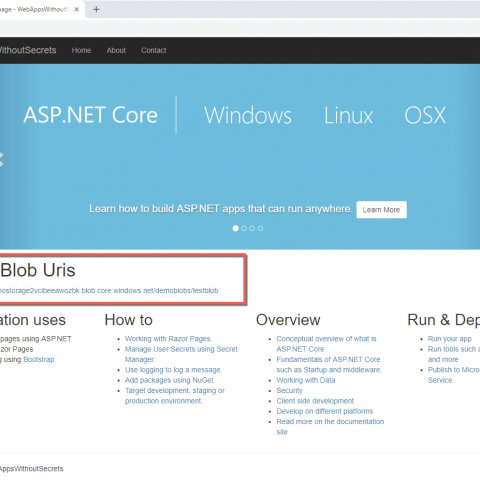 page - WebAppsWithoutS
WithoutSecrets Home About Contact
ASP.NET Core Windows Linux OSX
Learn how to build ASP.NET apps that can run anywhere. Learn More
Blob Uris
nostorage2vcibeeawozbk.blob.core.windows.net/demoblobs/testblob
ation uses
pages using ASP.NET
zor Pages
g using Bootstrap
How to
Working with Razor Pages.
Manage User Secrets using Secret
Manager.
Use logging to log a message.
Add packages using NuGet.
Target development, staging or
production environment.
Overview
Conceptual overview of what is
ASP.NET Core
Fundamentals of ASP.NET Core
such as Startup and middleware.
Working with Data
Security
Client side development
Develop on different platforms
Read more on the documentation
site
Run & Dep
Run your app
Run tools such a
and more
Publish to Micro
Service
AppsWithoutSecrets